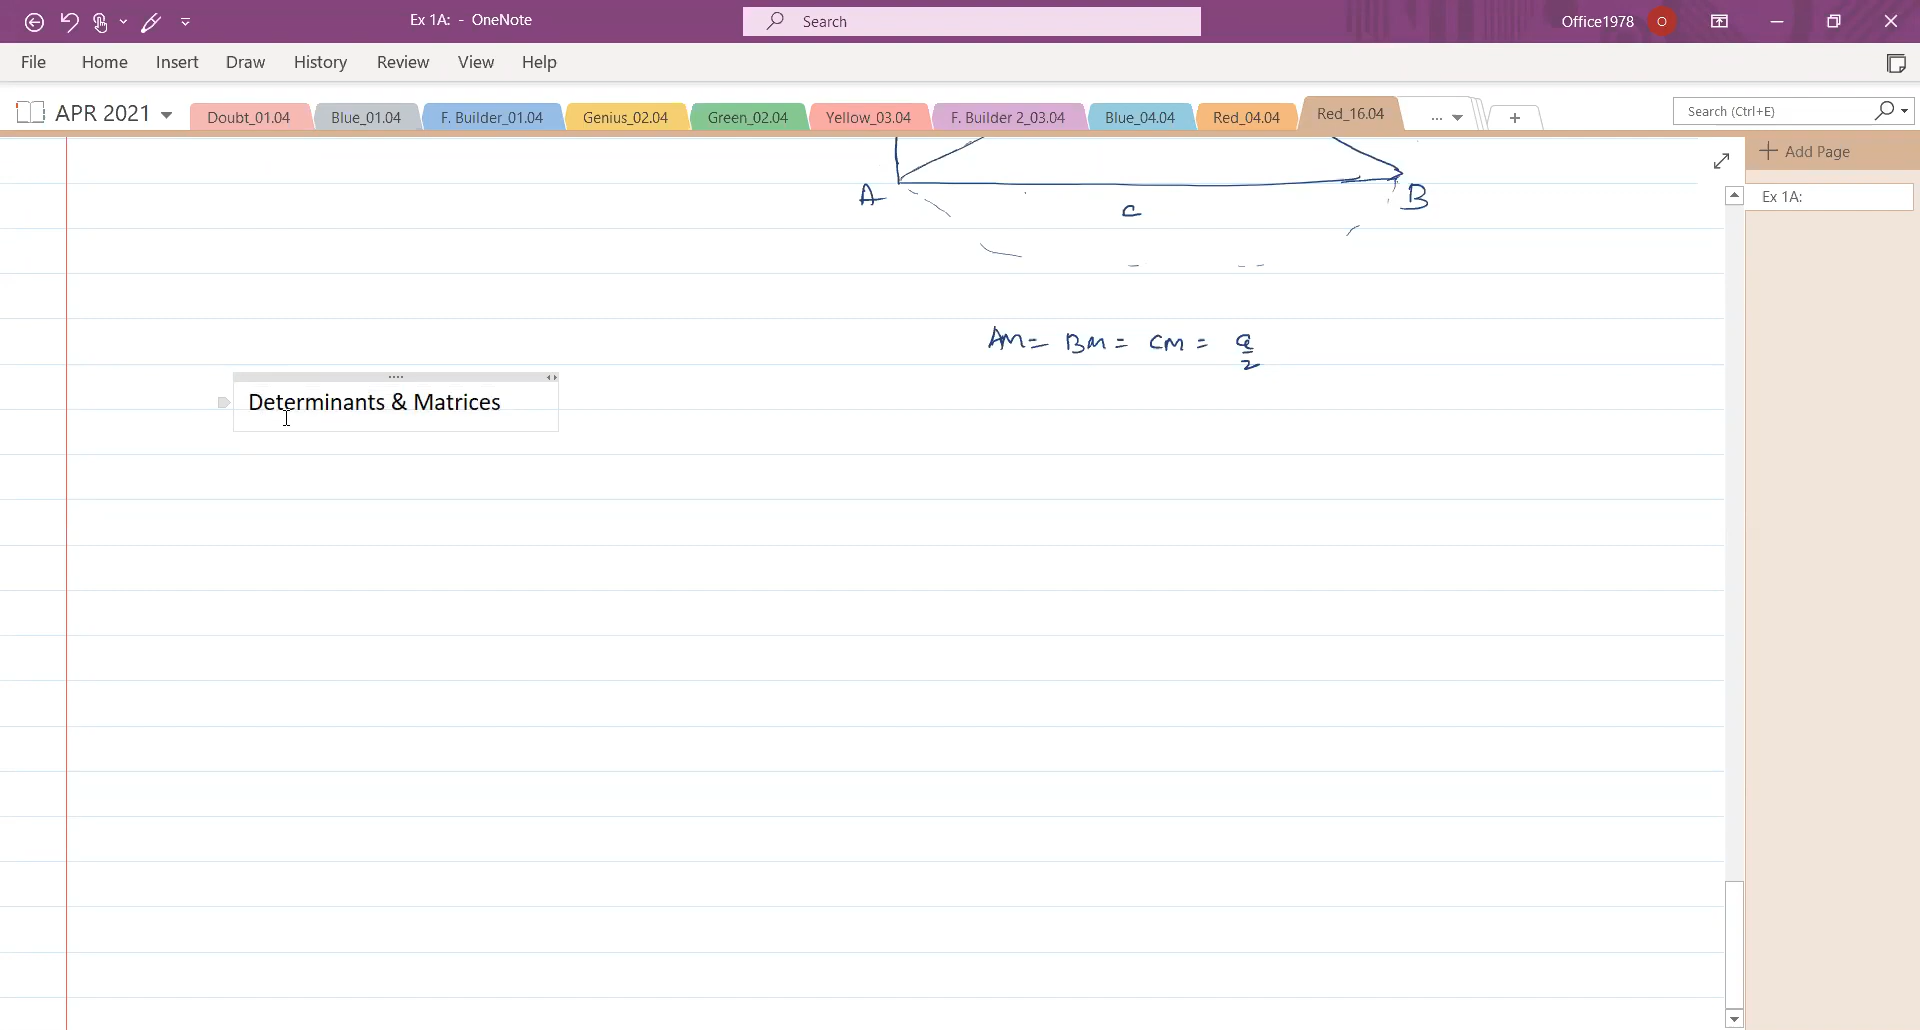 Ex 1A: - OneNote
Search
Office1978
O
File Home Insert Draw History Review View Help
APR 2021
Doubt_01.04
Blue_01.04
F. Builder_01.04
Genius_02.04
Green_02.04
Yellow_03.04
F. Builder 2_03.04
Blue_04.04
Red_04.04
Red_16.04
...
Search (Ctrl+E)
Add Page
Ex 1A:
A
B
c
AM = BM = CM = a/2
Determinants & Matrices